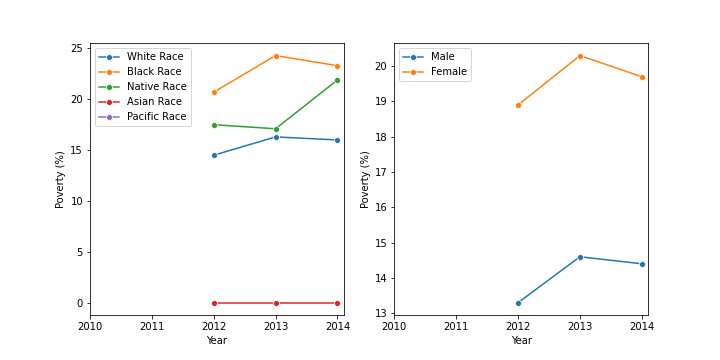 White Race
Black Race
Native Race
Asian Race
Pacific Race
25
20
15
10
5
0
Poverty (%)
2010 2011 2012 2013 2014
Year
Male
Female
20
19
18
17
16
15
14
13
Poverty (%)
2010 2011 2012 2013 2014
Year